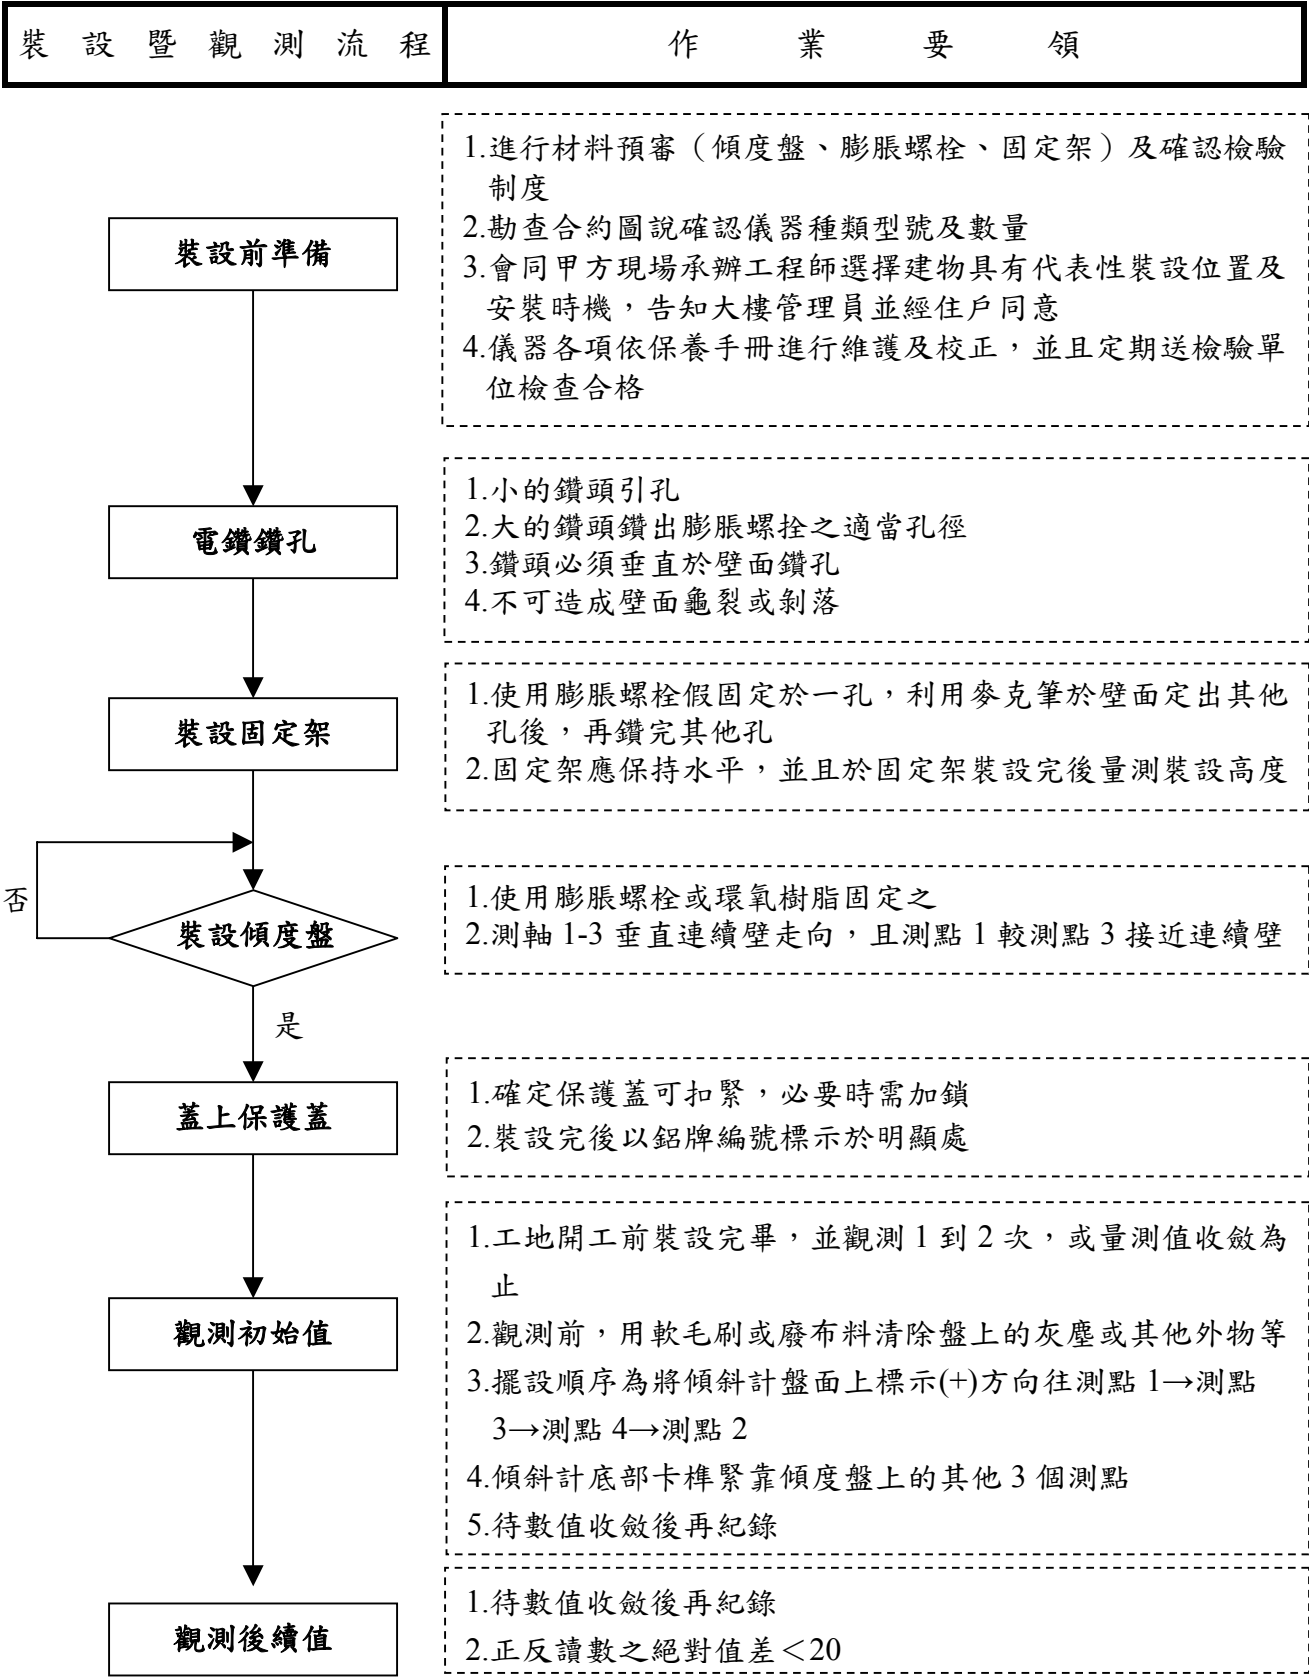 裝設暨觀測流程
作業要領
裝設前準備
1.進行材料預審（傾度盤、膨脹螺栓、固定架）及確認檢驗
制度
2.勘查合約圖說確認儀器種類型號及數量
3.會同甲方現場承辦工程師選擇建物具有代表性裝設位置及
安裝時機，告知大樓管理員並經住戶同意
4.儀器各項依保養手冊進行維護及校正，並且定期送檢驗單
位檢查合格
電鑽鑽孔
1.小的鑽頭引孔
2.大的鑽頭鑽出膨脹螺拴之適當孔徑
3.鑽頭必須垂直於壁面鑽孔
4.不可造成壁面龜裂或剝落
裝設固定架
1.使用膨脹螺栓假固定於一孔，利用麥克筆於壁面定出其他
孔後，再鑽完其他孔
2.固定架應保持水平，並且於固定架裝設完後量測裝設高度
否
裝設傾度盤
1.使用膨脹螺栓或環氧樹脂固定之
2.測軸 1-3 垂直連續壁走向，且測點 1 較測點 3 接近連續壁
是
蓋上保護蓋
1.確定保護蓋可扣緊，必要時需加鎖
2.裝設完後以鋁牌編號標示於明顯處
觀測初始值
1.工地開工前裝設完畢，並觀測 1 到 2 次，或量測值收斂為
止
2.觀測前，用軟毛刷或廢布料清除盤上的灰塵或其他外物等
3.擺設順序為將傾斜計盤面上標示(+)方向往測點 1→測點
3→測點 4→測點 2
4.傾斜計底部卡榫緊靠傾度盤上的其他 3 個測點
5.待數值收斂後再紀錄
觀測後續值
1.待數值收斂後再紀錄
2.正反讀數之絕對值差＜20